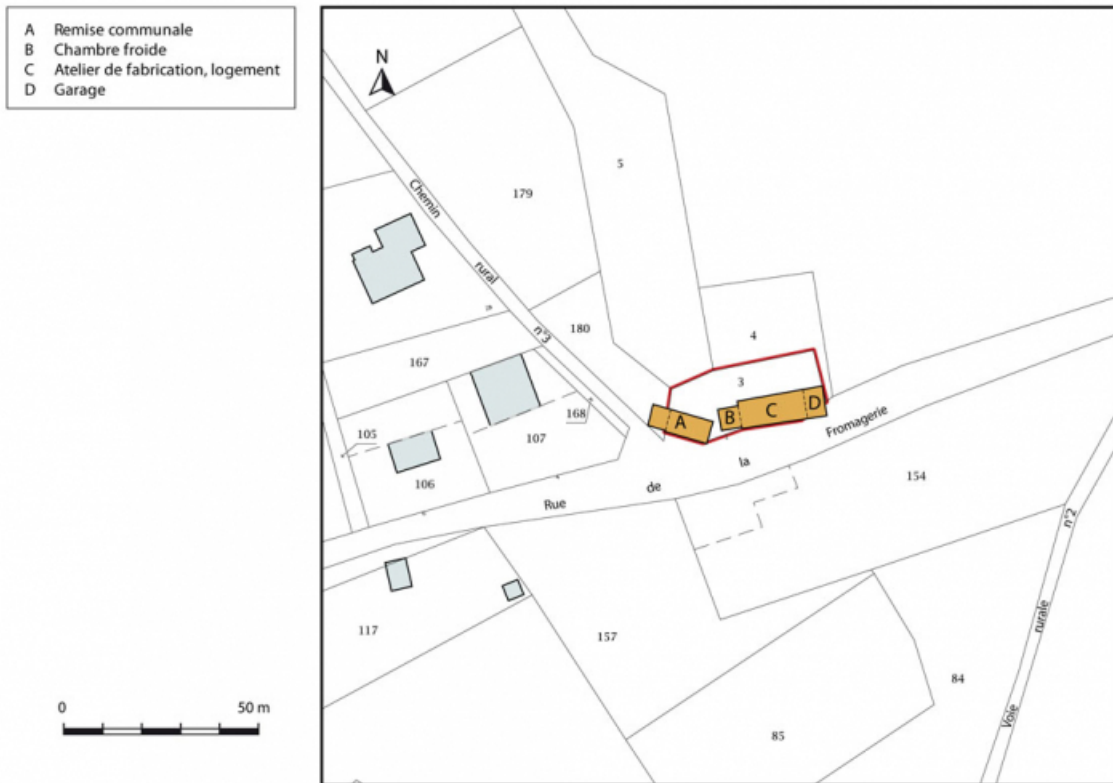 A Remise communale
B Chambre froide
C Atelier de fabrication, logement
D Garage
N
5
179
Chemin rural n°3
4
180
3
167
A
B
C
D
168
Rue de la Fromagerie
105
107
106
154
n°2
Voie rurale
117
157
84
85
0 50 m